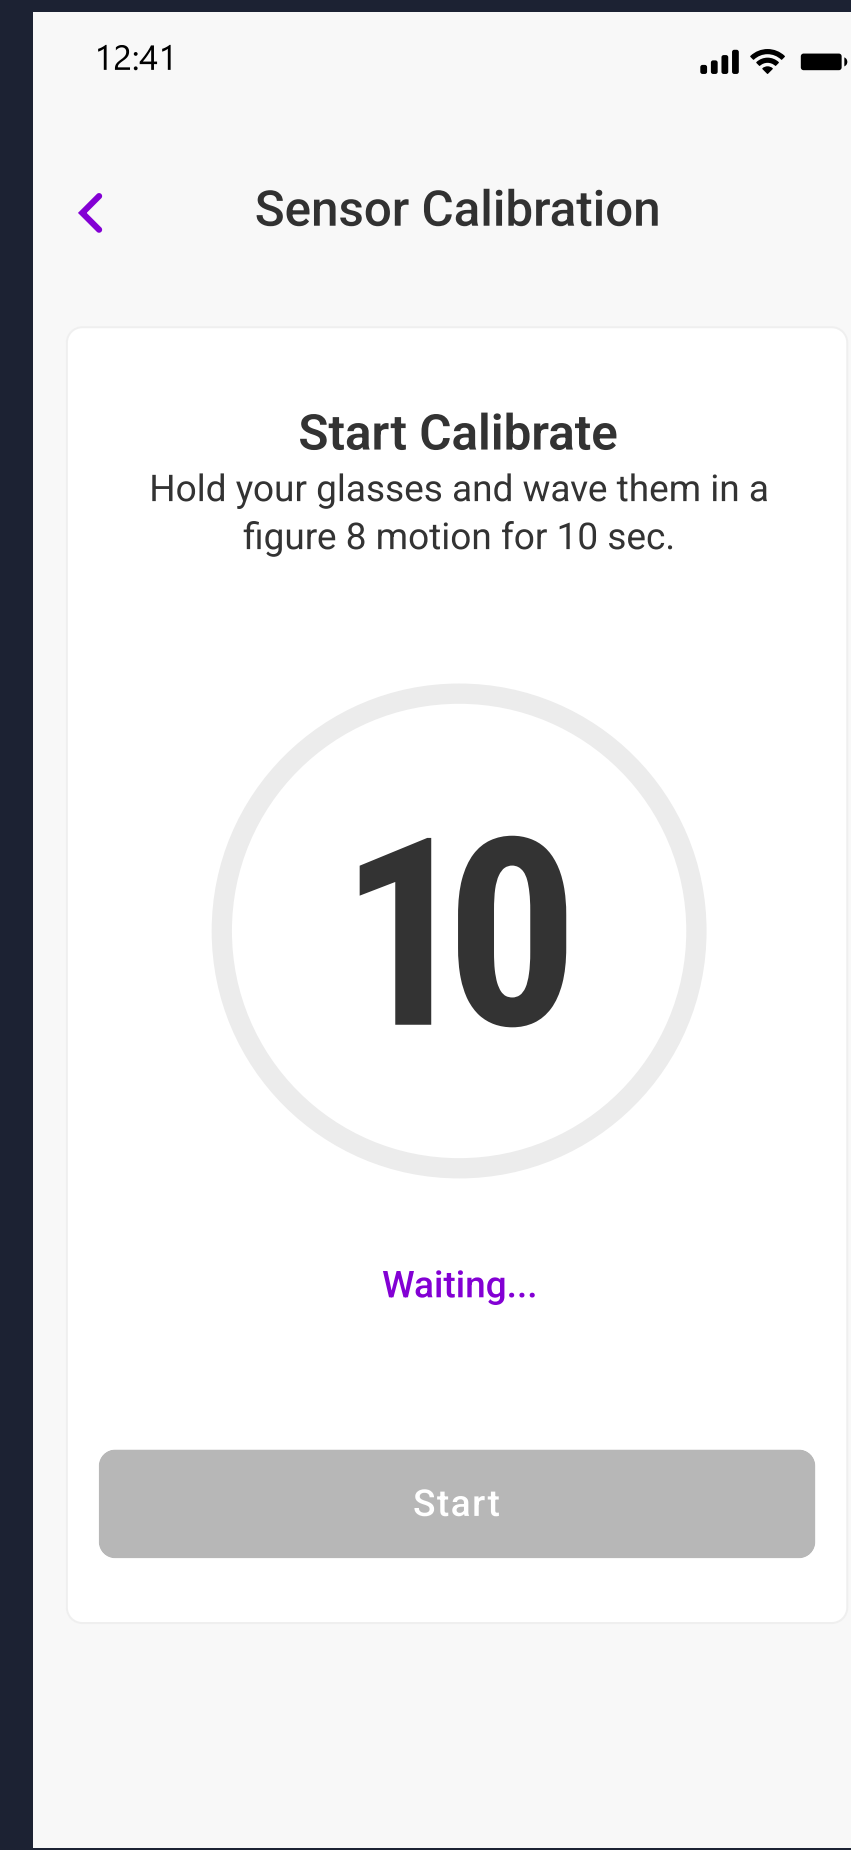 12:41
Sensor Calibration
Start Calibrate
Hold your glasses and wave them in a
figure 8 motion for 10 sec.
10
Waiting...
Start